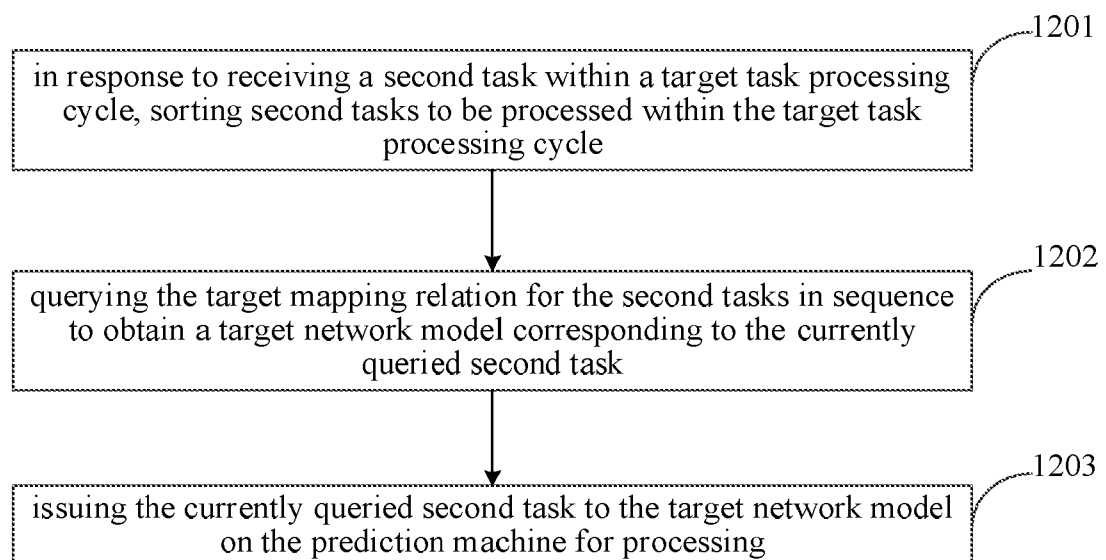 1201
in response to receiving a second task within a target task processing
cycle, sorting second tasks to be processed within the target task
processing cycle
1202
querying the target mapping relation for the second tasks in sequence
to obtain a target network model corresponding to the currently
queried second task
1203
issuing the currently queried second task to the target network model
on the prediction machine for processing